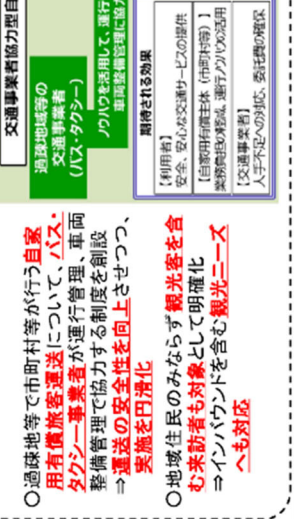 交通事業者協力型自
過疎地域等の
交通事業者
(バス・タクシー)
ノウハウを活用して、運行
車両整備管理に協力
期待される効果
【利用者】
安全、安心な交通サービスの提供
【自家用有償主体(市町村等)】
業務負担の軽減、運行ノウハウの活用
【交通事業者】
人手不足への対応、委託費の確保
○過疎地等で市町村等が行う自家
用有償旅客運送について、バス・
タクシー事業者が運行管理、車両
整備管理で協力する制度を創設
⇒運送の安全性を向上させつつ、
実施を円滑化
○地域住民のみならず観光客を含
む来訪者も対象として明確化
⇒インバウンドを含む観光ニーズ
へも対応